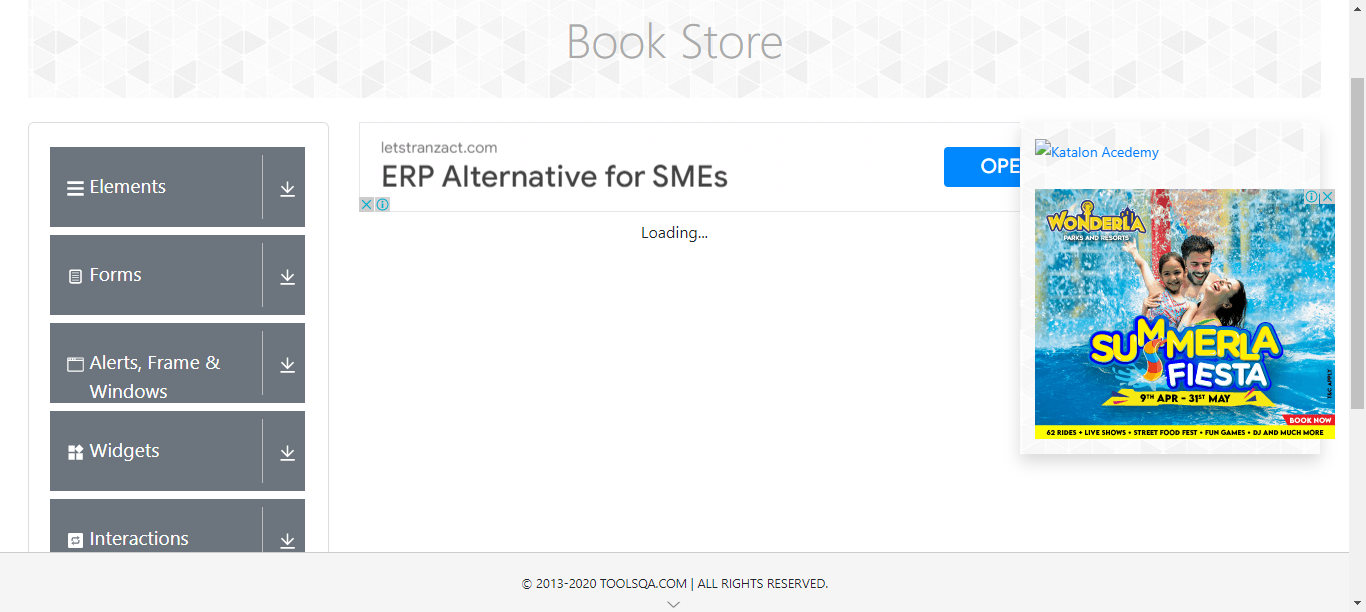 Book Store
Elements
Forms
Alerts, Frame &
Windows
Widgets
Interactions
letstranzact.com
ERP Alternative for SMEs
OPE
Loading...
Katalon Acedemy
WONDERLA
PARKS AND RESORTS
SUMMERLA
FIESTA
9TH APR - 31ST MAY
T&C APPLY
BOOK NOW
62 RIDES • LIVE SHOWS • STREET FOOD FEST • FUN GAMES • DJ AND MUCH MORE
© 2013-2020 TOOLSQA.COM | ALL RIGHTS RESERVED.